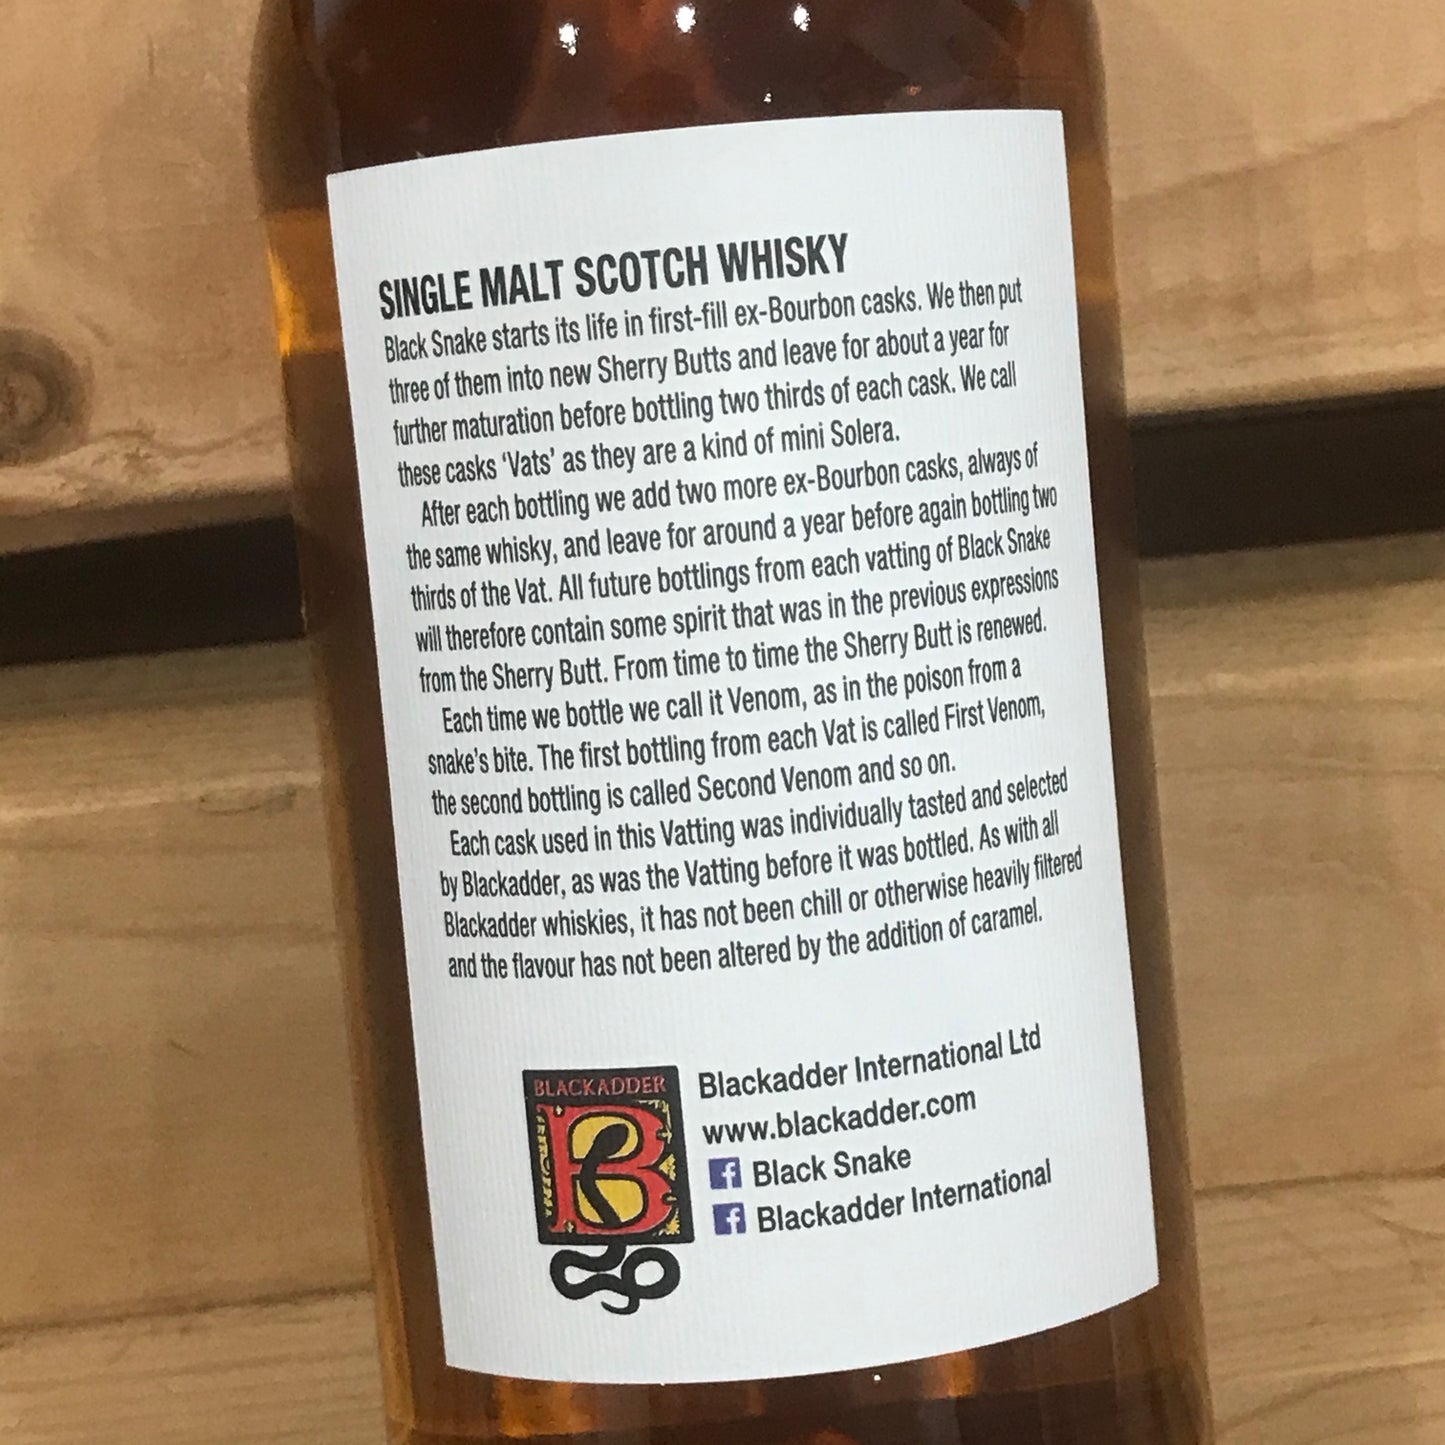 SINGLE MALT SCOTCH WHISKY
Black Snake starts its life in first-fill ex-Bourbon casks. We then put
three of them into new Sherry Butts and leave for about a year for
further maturation before bottling two thirds of each cask. We call
these casks ‘Vats’ as they are a kind of mini Solera.
After each bottling we add two more ex-Bourbon casks, always of
the same whisky, and leave for around a year before again bottling two
thirds of the Vat. All future bottlings from each vatting of Black Snake
will therefore contain some spirit that was in the previous expressions
from the Sherry Butt. From time to time the Sherry Butt is renewed.
Each time we bottle we call it Venom, as in the poison from a
snake’s bite. The first bottling from each Vat is called First Venom,
the second bottling is called Second Venom and so on.
Each cask used in this Vatting was individually tasted and selected
by Blackadder, as was the Vatting before it was bottled. As with all
Blackadder whiskies, it has not been chill or otherwise heavily filtered
and the flavour has not been altered by the addition of caramel.
BLACKADDER
B
Blackadder International Ltd
www.blackadder.com
f Black Snake
f Blackadder International